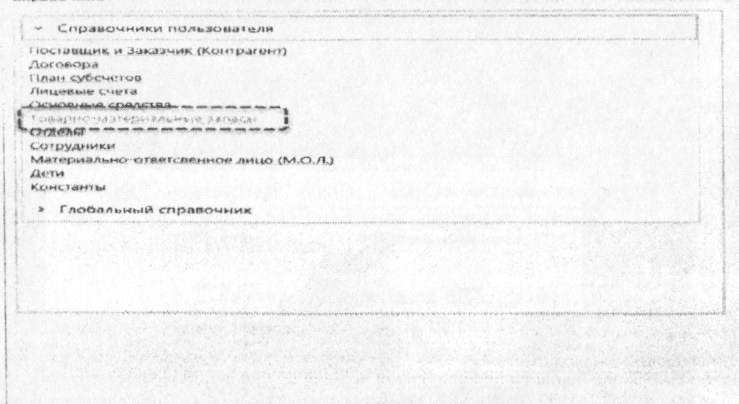 Справочники пользователя
Поставщик и Заказчик (Контрагент)
Договора
План субсчетов
Лицевые счета
Основные средства
Товарно-материальные запасы
Отделы
Сотрудники
Материально-ответсвенное лицо (М.О.Л.)
Дети
Константы
Глобальный справочник